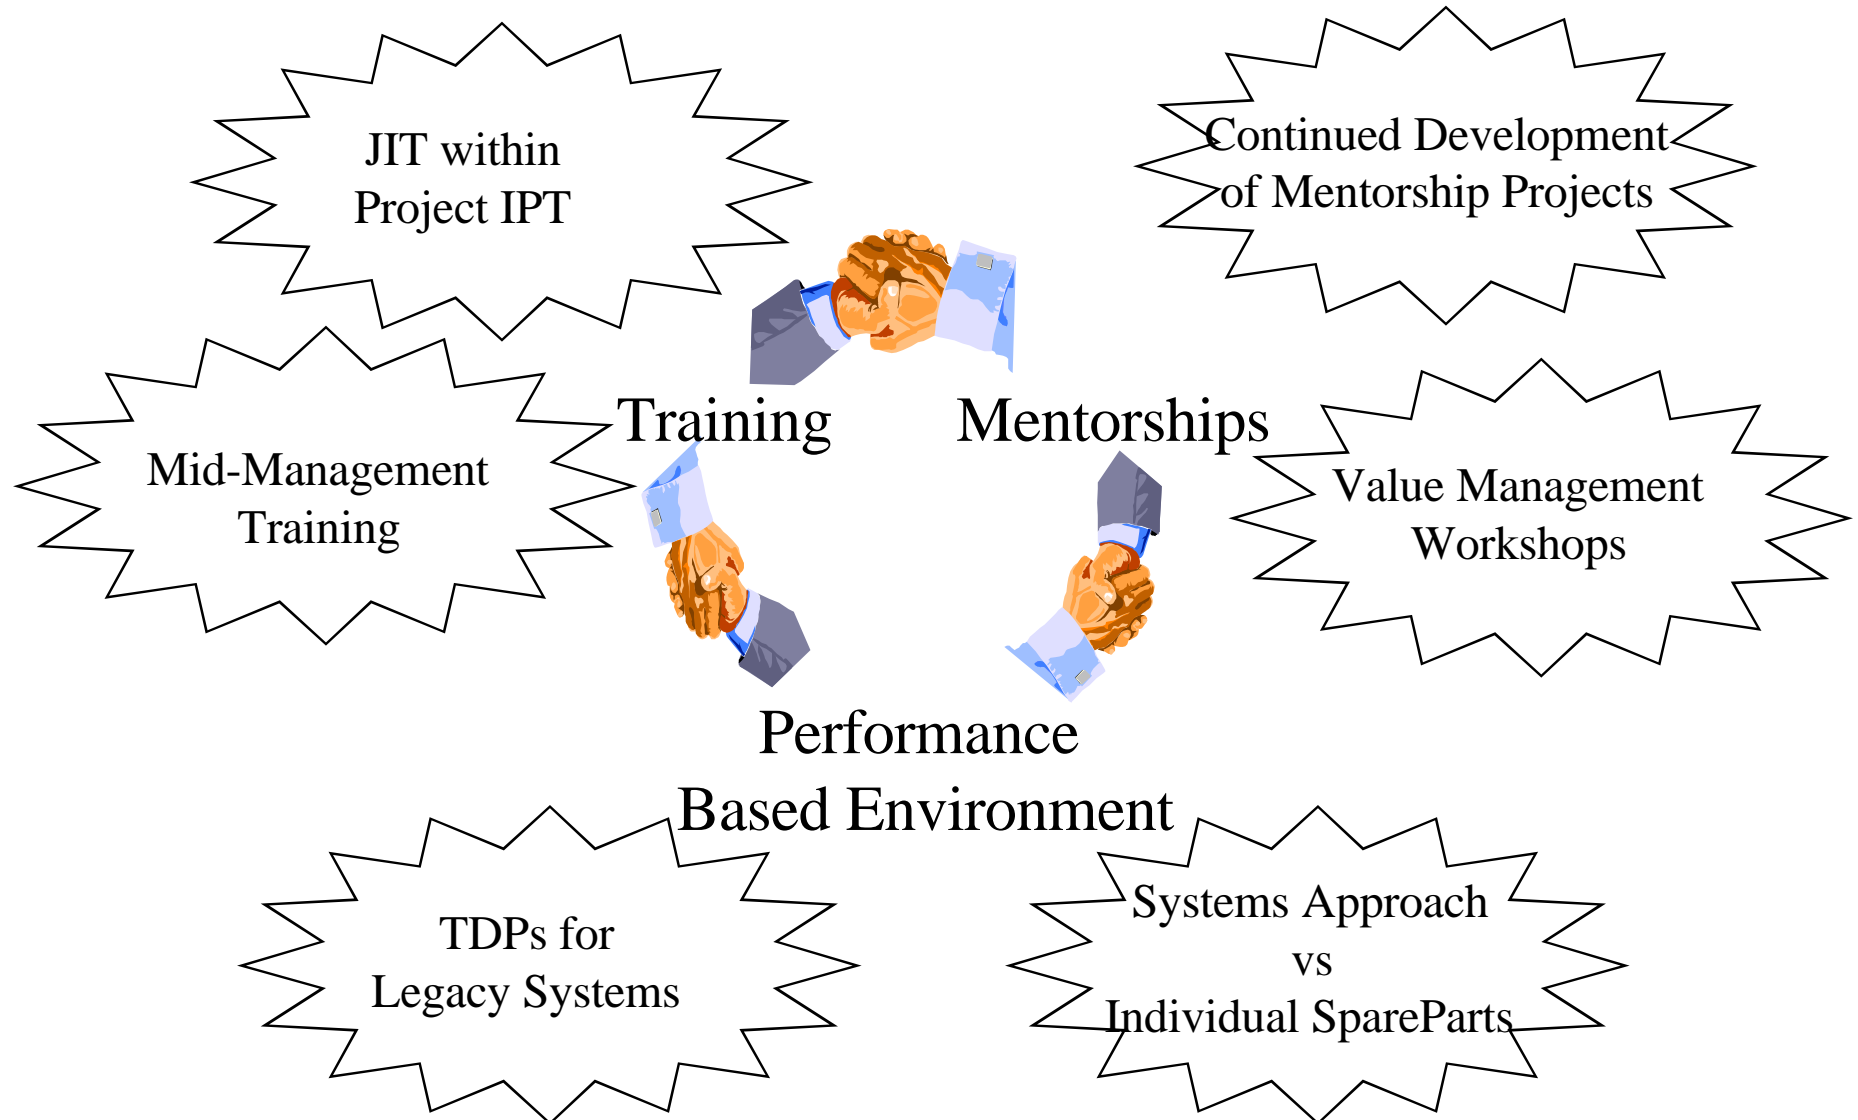 JIT within
Project IPT
Continued Development
of Mentorship Projects
Training
Mentorships
Mid-Management
Training
Value Management
Workshops
Performance
Based Environment
TDPs for
Legacy Systems
Systems Approach
vs
Individual SpareParts